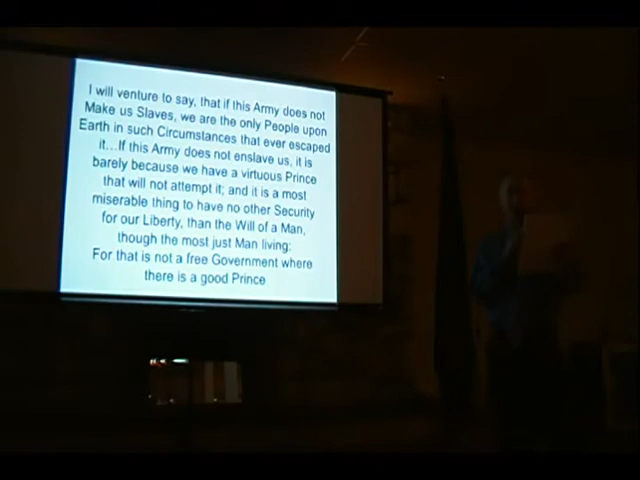 I will venture to say, that if this Army does not
Make us Slaves, we are the only People upon
Earth in such Circumstances that ever escaped
it...If this Army does not enslave us, it is
barely because we have a virtuous Prince
that will not attempt it; and it is a most
miserable thing to have no other Security
for our Liberty, than the Will of a Man,
though the most just Man living:
For that is not a free Government where
there is a good Prince